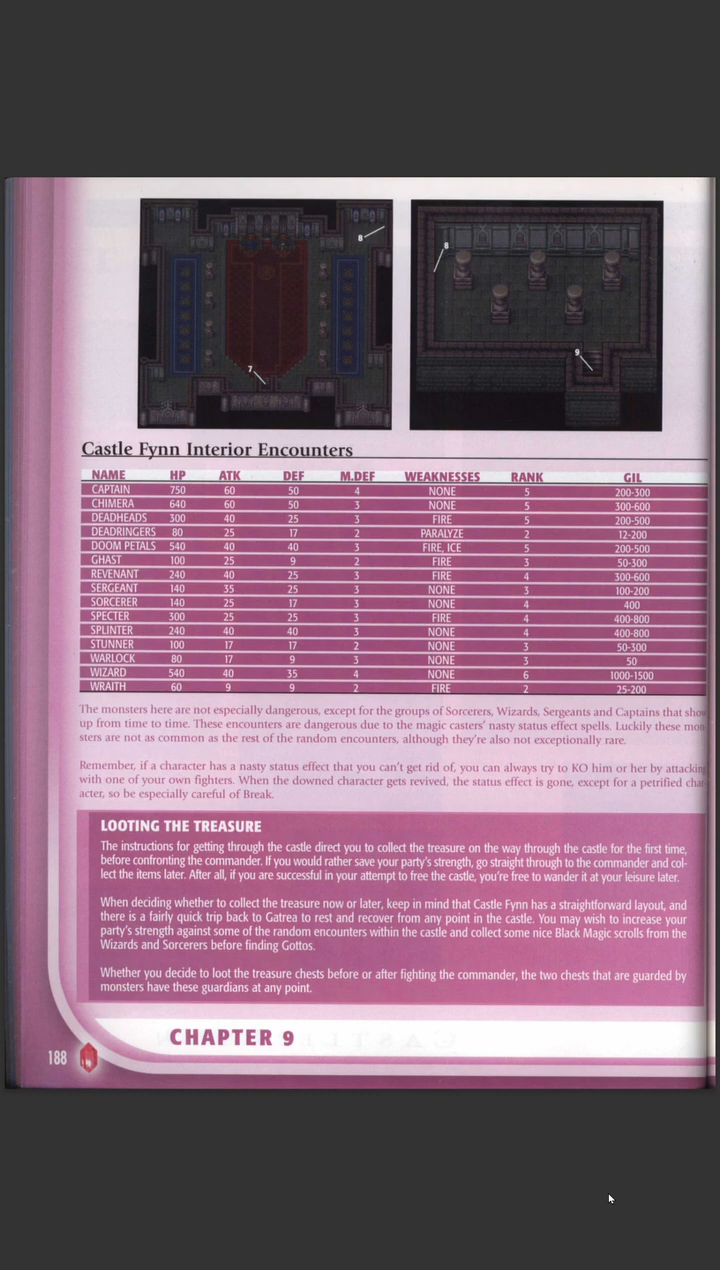 8
7
8
9
Castle Fynn Interior Encounters
NAME HP ATK DEF M.DEF WEAKNESSES RANK GIL
CAPTAIN 750 60 50 4 NONE 5 200-300
CHIMERA 640 60 50 3 NONE 5 300-600
DEADHEADS 300 40 25 3 FIRE 5 200-500
DEADRINGERS 80 25 17 2 PARALYZE 2 12-200
DOOM PETALS 540 40 40 3 FIRE, ICE 5 200-500
GHAST 100 25 9 2 FIRE 3 50-300
REVENANT 240 40 25 3 FIRE 4 300-600
SERGEANT 140 35 25 3 NONE 3 100-200
SORCERER 140 25 17 3 NONE 4 400
SPECTER 300 25 25 3 FIRE 4 400-800
SPLINTER 240 40 40 3 NONE 4 400-800
STUNNER 100 17 17 2 NONE 3 50-300
WARLOCK 80 17 9 3 NONE 3 50
WIZARD 540 40 35 4 NONE 6 1000-1500
WRAITH 60 9 9 2 FIRE 2 25-200
The monsters here are not especially dangerous, except for the groups of Sorcerers, Wizards, Sergeants and Captains that show
up from time to time. These encounters are dangerous due to the magic casters' nasty status effect spells. Luckily these mon-
sters are not as common as the rest of the random encounters, although they're also not exceptionally rare.
Remember, if a character has a nasty status effect that you can't get rid of, you can always try to KO him or her by attacking
with one of your own fighters. When the downed character gets revived, the status effect is gone, except for a petrified char-
acter, so be especially careful of Break.
LOOTING THE TREASURE
The instructions for getting through the castle direct you to collect the treasure on the way through the castle for the first time,
before confronting the commander. If you would rather save your party's strength, go straight through to the commander and col-
lect the items later. After all, if you are successful in your attempt to free the castle, you're free to wander it at your leisure later.
When deciding whether to collect the treasure now or later, keep in mind that Castle Fynn has a straightforward layout, and
there is a fairly quick trip back to Gatrea to rest and recover from any point in the castle. You may wish to increase your
party's strength against some of the random encounters within the castle and collect some nice Black Magic scrolls from the
Wizards and Sorcerers before finding Gottos.
Whether you decide to loot the treasure chests before or after fighting the commander, the two chests that are guarded by
monsters have these guardians at any point.
CHAPTER 9
188